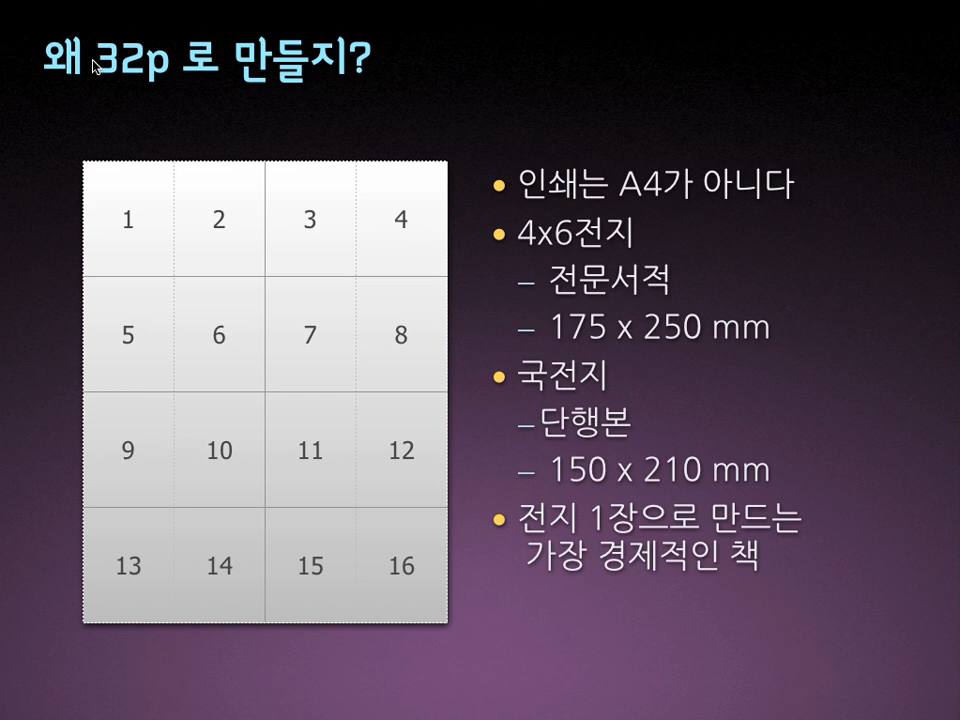 왜 32p 로 만들지?
1 2 3 4
5 6 7 8
9 10 11 12
13 14 15 16
• 인쇄는 A4가 아니다
• 4x6전지
– 전문서적
– 175 x 250 mm
• 국전지
– 단행본
– 150 x 210 mm
• 전지 1장으로 만드는
가장 경제적인 책